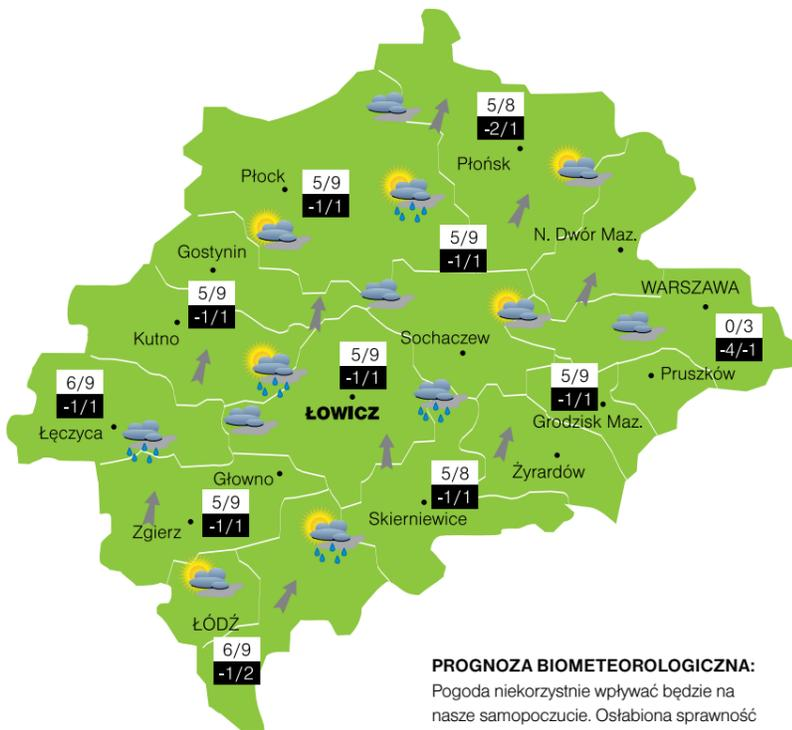 5/8
-2/1
Płońsk
Płock
5/9
-1/1
5/9
-1/1
N. Dwór Maz.
Gostynin
WARSZAWA
5/9
-1/1
0/3
-4/-1
Kutno
Sochaczew
5/9
-1/1
ŁOWICZ
Pruszków
6/9
-1/1
5/9
-1/1
Grodzisk Maz.
Łęczyca
Żyrardów
Głowno
5/8
-1/1
5/9
-1/1
Skierniewice
Zgierz
ŁÓDŹ
6/9
-1/2
PROGNOZA BIOMETEOROLOGICZNA:
Pogoda niekorzystnie wpływać będzie na
nasze samopoczucie. Osłabiona sprawność